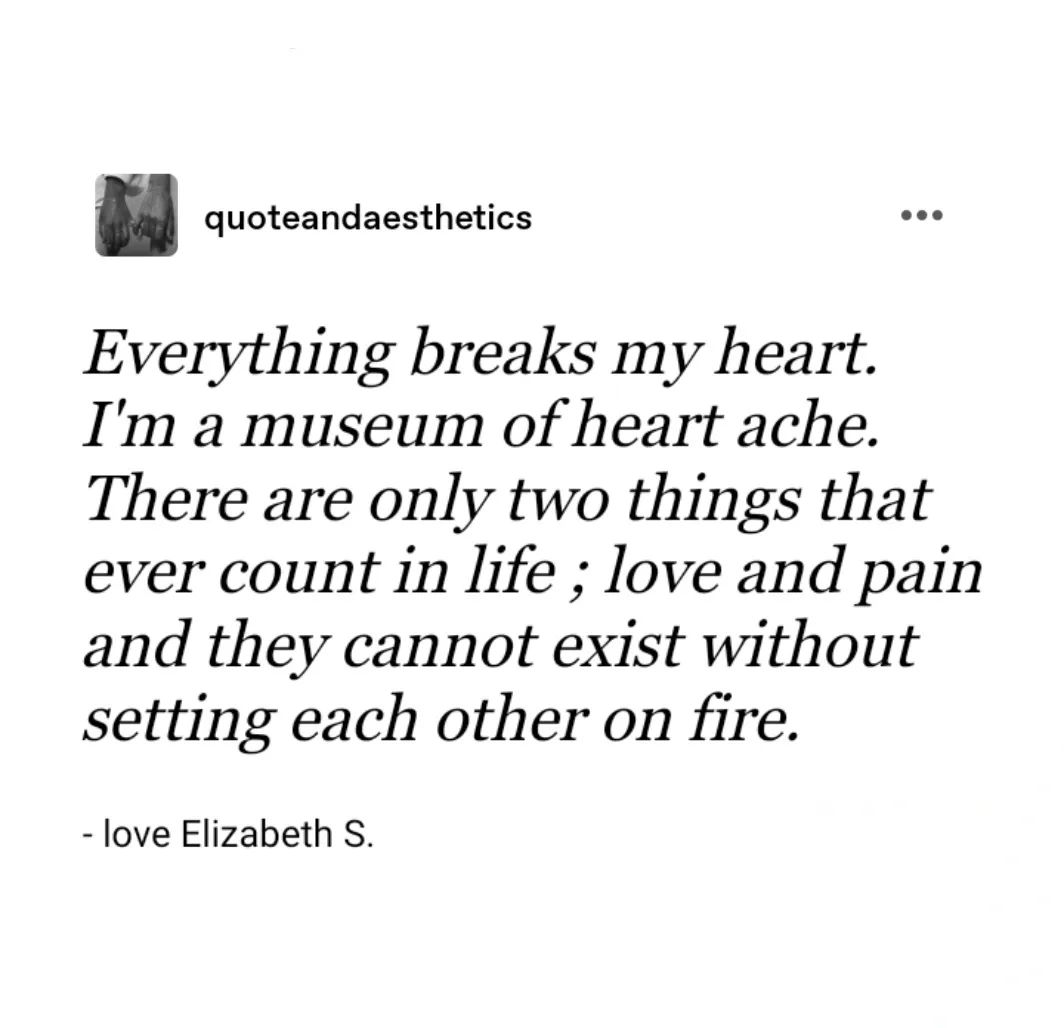 quoteandaesthetics
Everything breaks my heart.
I'm a museum of heart ache.
There are only two things that
ever count in life ; love and pain
and they cannot exist without
setting each other on fire.
- love Elizabeth S.